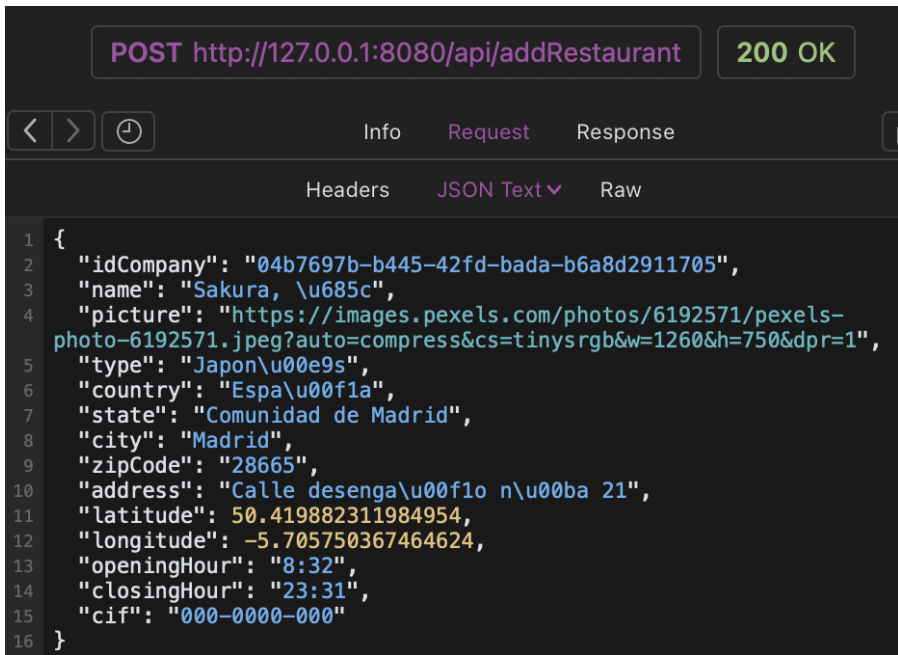 POST http://127.0.0.1:8080/api/addRestaurant 200 OK
Info Request Response
Headers JSON Text Raw
1 {
2 "idCompany": "04b7697b-b445-42fd-bada-b6a8d2911705",
3 "name": "Sakura, \u685c",
4 "picture": "https://images.pexels.com/photos/6192571/pexels-
photo-6192571.jpeg?auto=compress&cs=tinysrgb&w=1260&h=750&dpr=1",
5 "type": "Japon\u00e9s",
6 "country": "Espa\u00f1a",
7 "state": "Comunidad de Madrid",
8 "city": "Madrid",
9 "zipCode": "28665",
10 "address": "Calle desenga\u00f1o n\u00ba 21",
11 "latitude": 50.419882311984954,
12 "longitude": -5.705750367464624,
13 "openingHour": "8:32",
14 "closingHour": "23:31",
15 "cif": "000-0000-000"
16 }